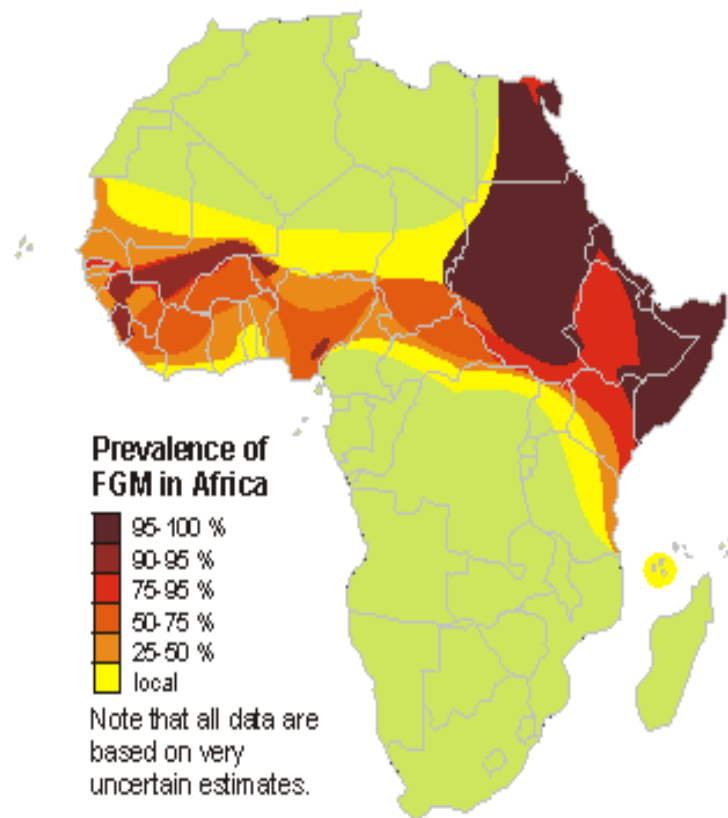 Prevalence of
FGM in Africa
95-100 %
90-95 %
75-95 %
50-75 %
25-50 %
local
Note that all data are
based on very
uncertain estimates.